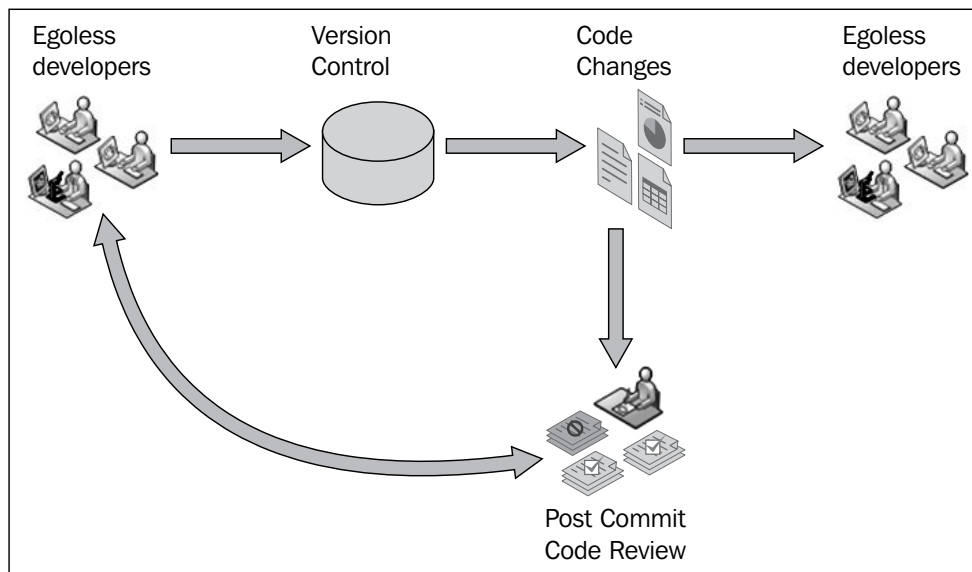 Egoless
developers
Version
Control
Code
Changes
Egoless
developers
Post Commit
Code Review